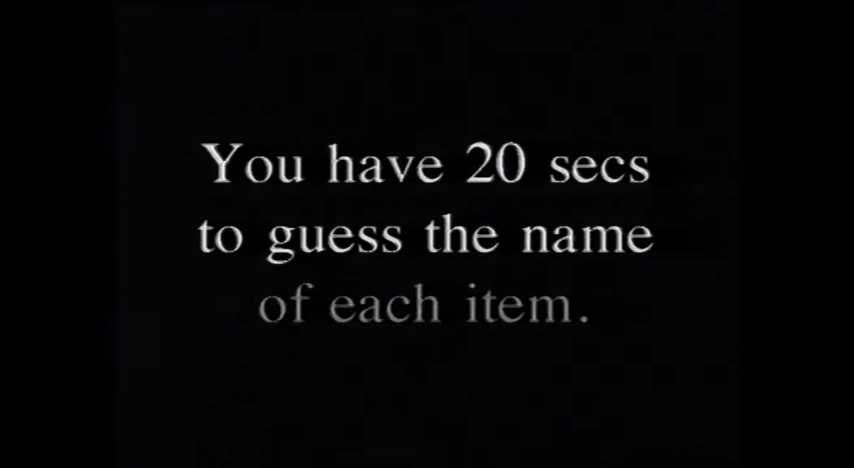 You have 20 secs
to guess the name
of each item.